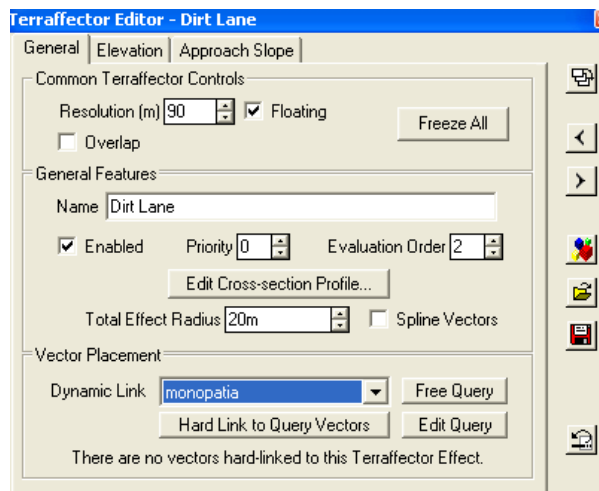 Terraffector Editor - Dirt Lane
General Elevation Approach Slope
Common Terraffector Controls
Resolution (m) 90 Floating Freeze All
Overlap
General Features
Name Dirt Lane
Enabled Priority 0 Evaluation Order 2
Edit Cross-section Profile...
Total Effect Radius 20m Spline Vectors
Vector Placement
Dynamic Link monopatia Free Query
Hard Link to Query Vectors Edit Query
There are no vectors hard-linked to this Terraffector Effect.